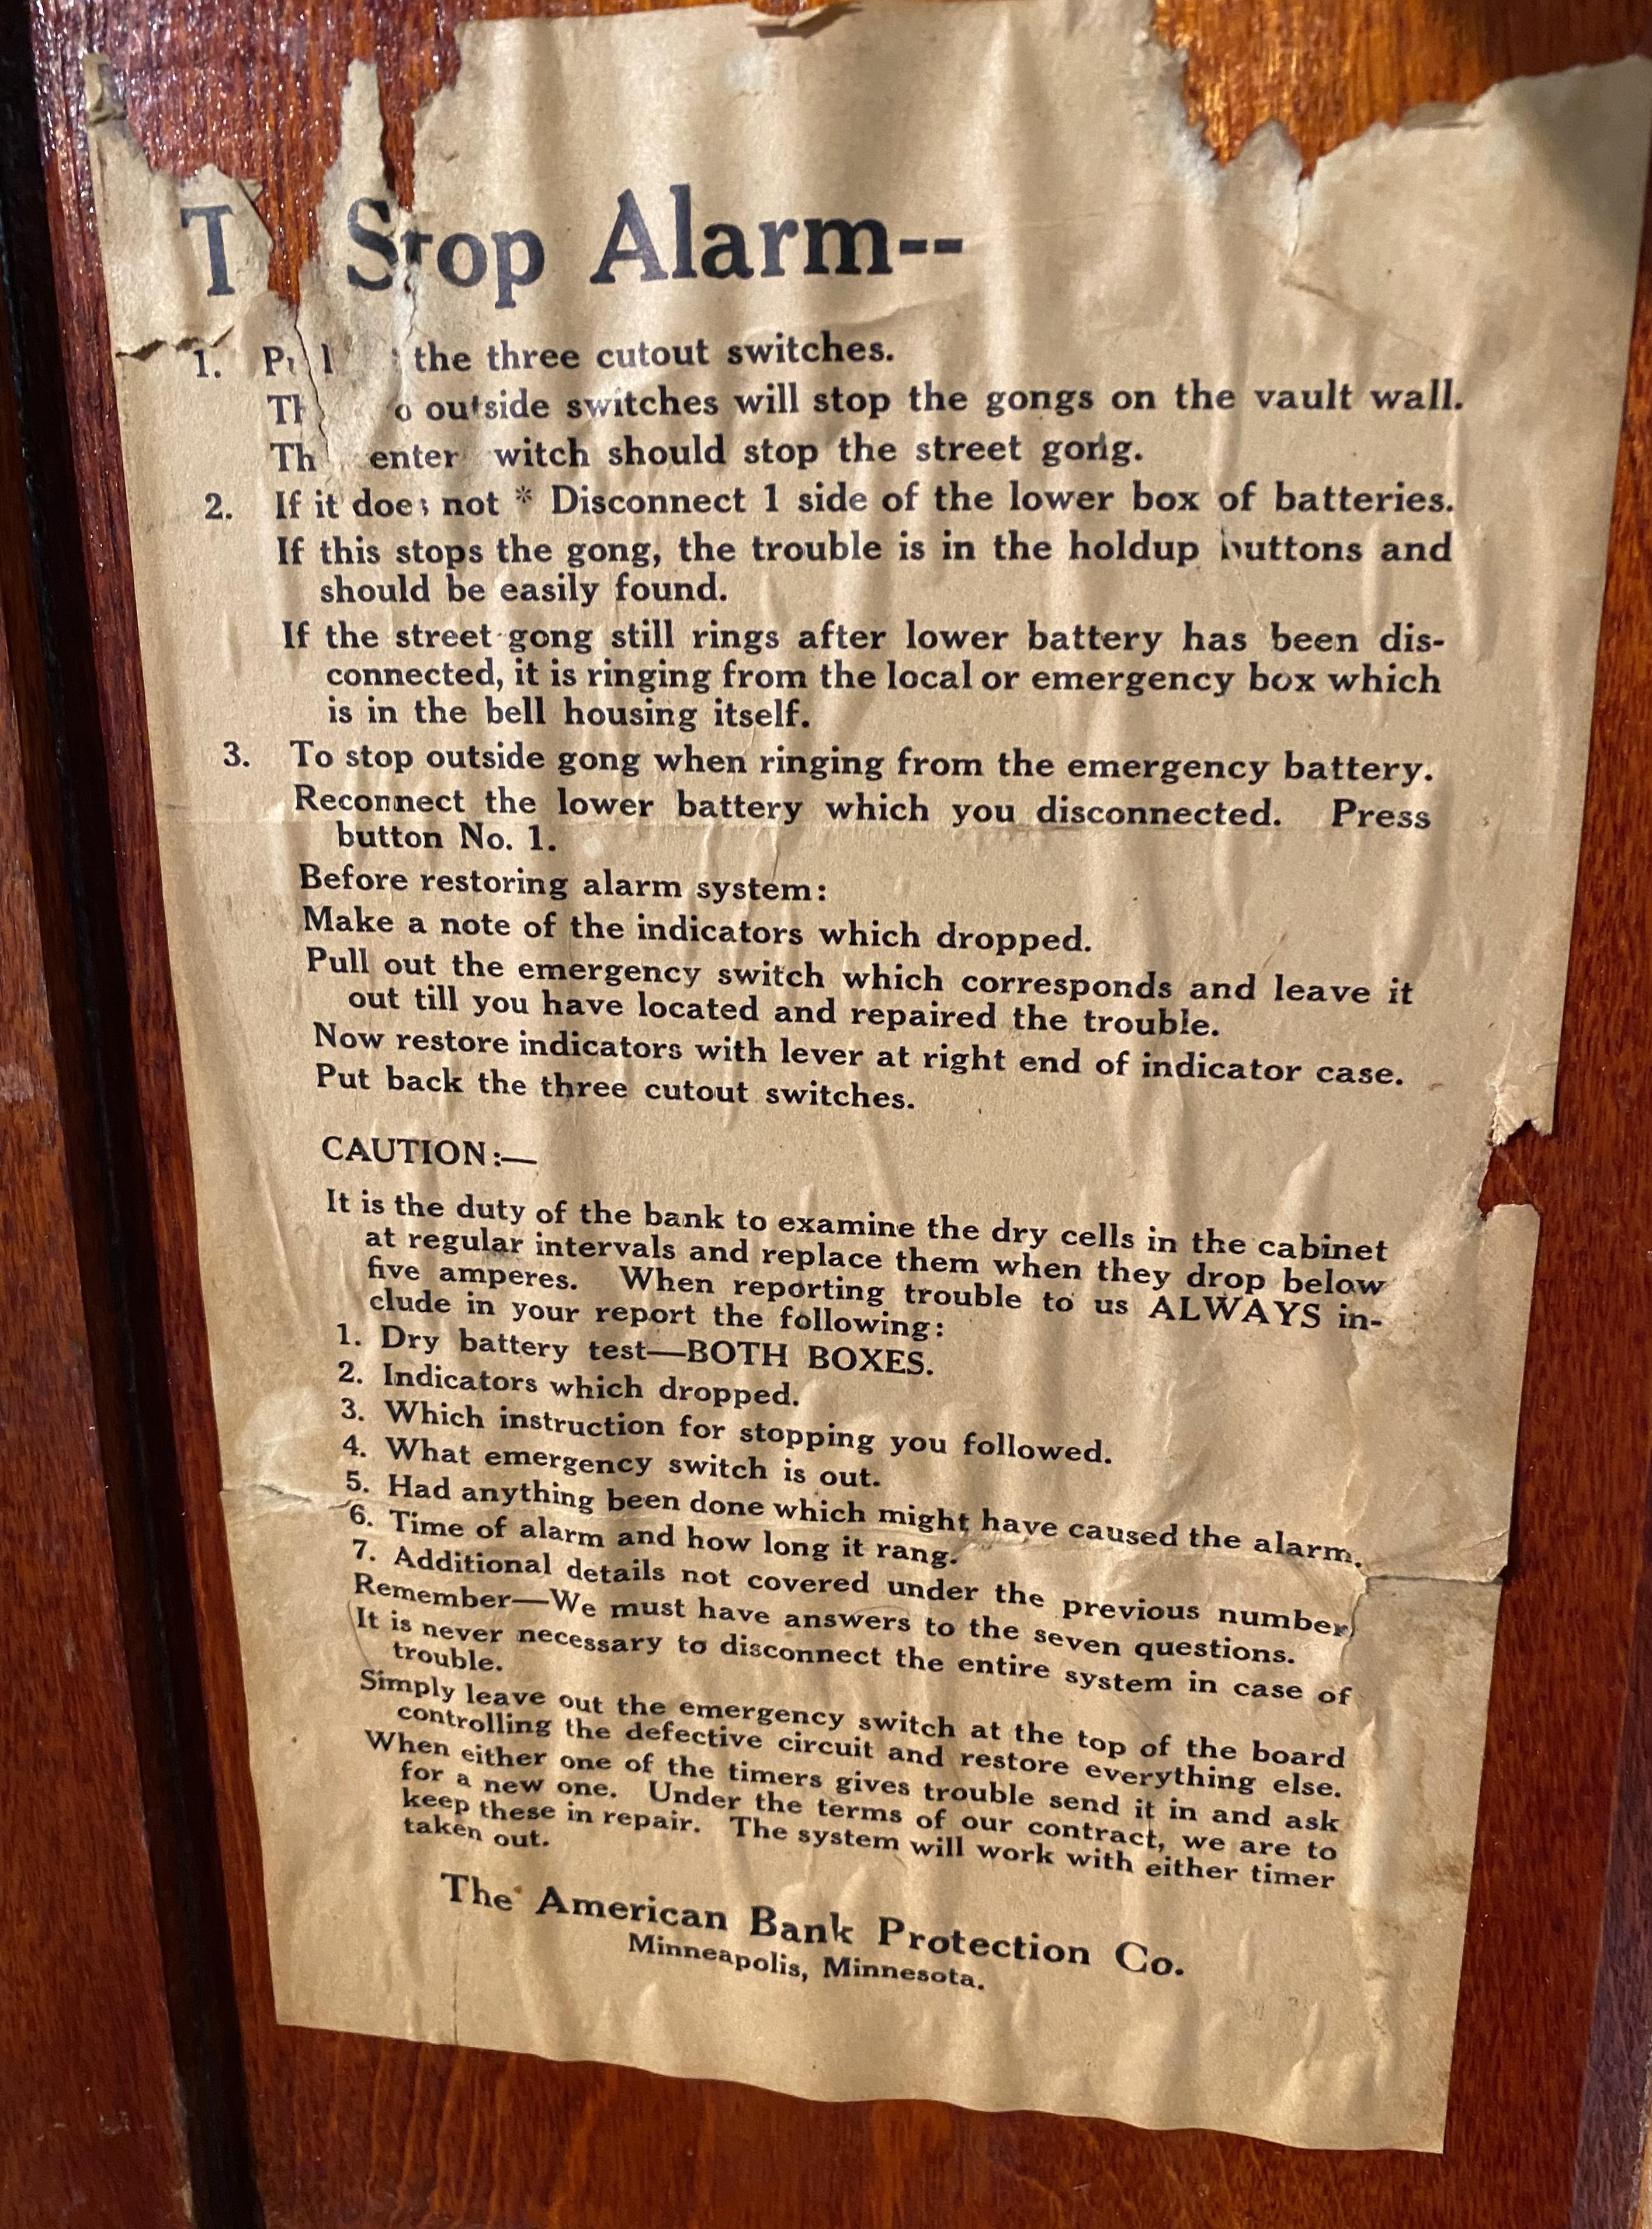 Stop Alarm--
1. the three cutout switches.
outside switches will stop the gongs on the vault wall.
witch should stop the street gong.
2. If it does not * Disconnect 1 side of the lower box of batteries.
If this stops the gong, the trouble is in the holdup buttons and
should be easily found.
If the street gong still rings after lower battery has been dis-
connected, it is ringing from the local or emergency box which
is in the bell housing itself.
3. To stop outside gong when ringing from the emergency battery.
Reconnect the lower battery which you disconnected. Press
button No. 1.
Before restoring alarm system:
Make a note of the indicators which dropped.
Pull out the emergency switch which corresponds and leave it
out till you have located and repaired the trouble.
Now restore indicators with lever at right end of indicator case.
Put back the three cutout switches.
CAUTION:—
It is the duty of the bank to examine the dry cells in the cabinet
at regular intervals and replace them when they drop below
five amperes. When reporting trouble to us ALWAYS in-
clude in your report the following:
1. Dry battery test—BOTH BOXES.
2. Indicators which dropped.
3. Which instruction for stopping you followed.
4. What emergency switch is out.
5. Had anything been done which might have caused the alarm.
6. Time of alarm and how long it rang.
7. Additional details not covered under the previous number
Remember—We must have answers to the seven questions.
It is never necessary to disconnect the entire system in case of
trouble.
Simply leave out the emergency switch at the top of the board
controlling the defective circuit and restore everything else.
When either one of the timers gives trouble send it in and ask
for a new one. Under the terms of our contract, we are to
keep these in repair. The system will work with either timer
taken out.
The American Bank Protection Co.
Minneapolis, Minnesota.